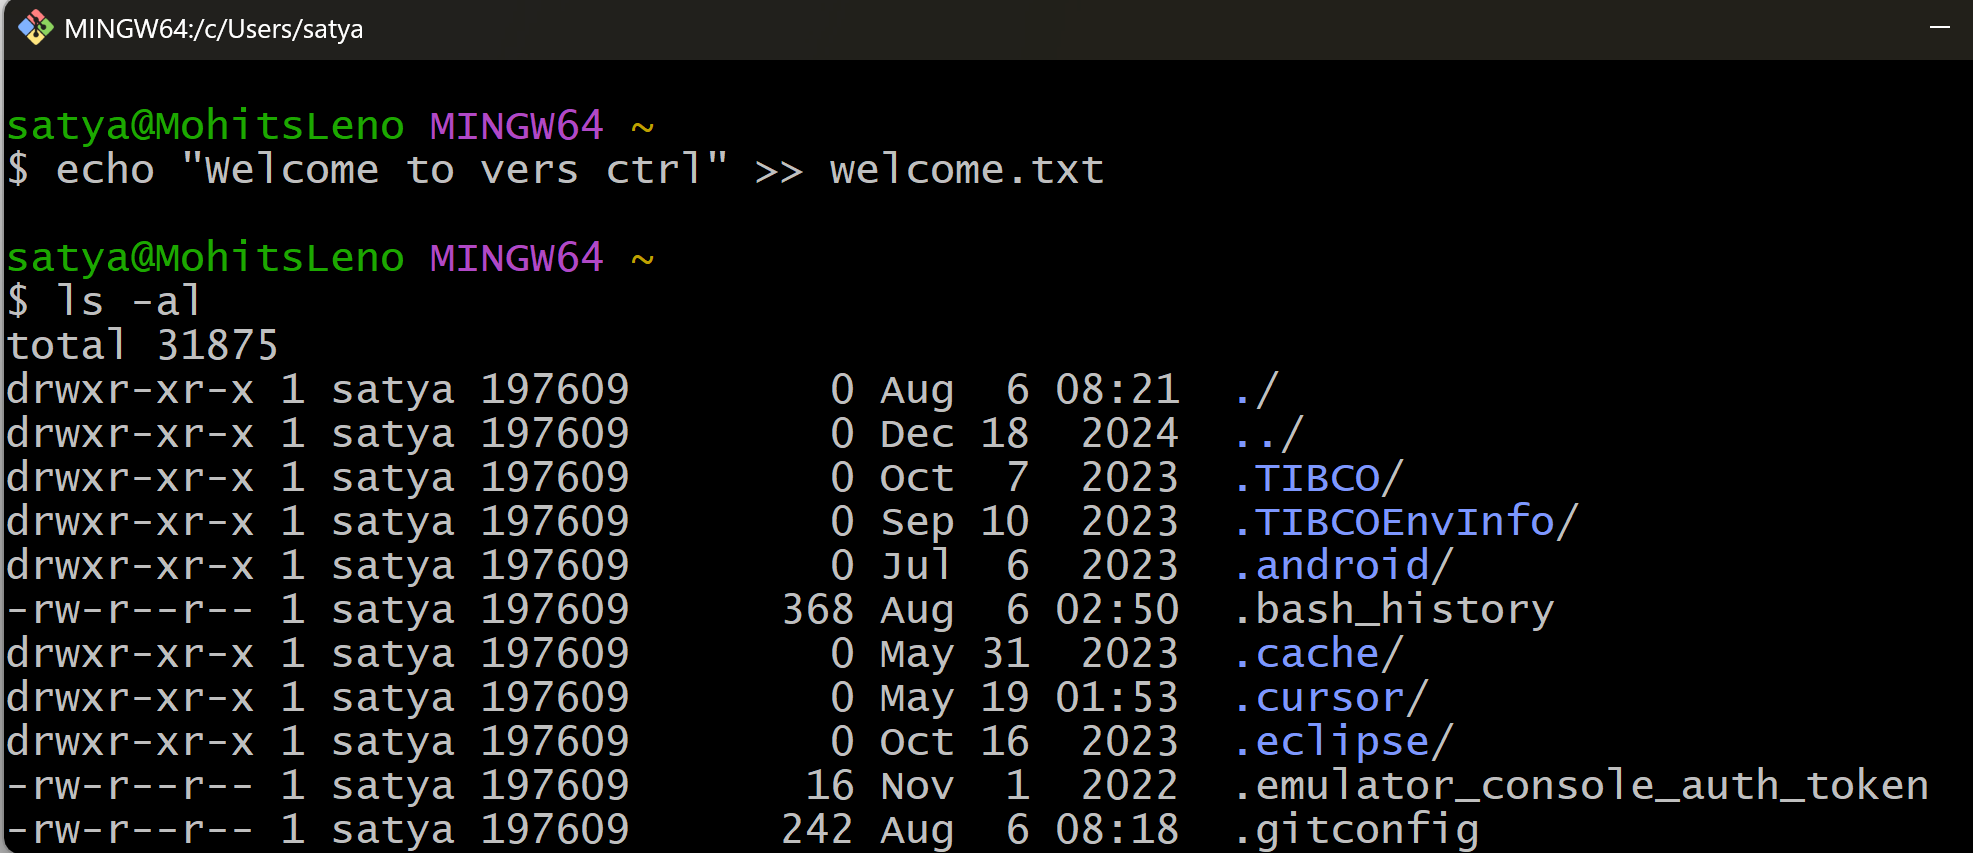 MINGW64:/c/Users/satya
satya@MohitsLeno MINGW64 ~
$ echo "Welcome to vers ctrl" >> welcome.txt
satya@MohitsLeno MINGW64 ~
$ ls -al
total 31875
drwxr-xr-x 1 satya 197609        0 Aug  6 08:21  ./
drwxr-xr-x 1 satya 197609        0 Dec 18  2024  ../
drwxr-xr-x 1 satya 197609        0 Oct  7  2023  .TIBCO/
drwxr-xr-x 1 satya 197609        0 Sep 10  2023  .TIBCOEnvInfo/
drwxr-xr-x 1 satya 197609        0 Jul  6  2023  .android/
-rw-r--r-- 1 satya 197609      368 Aug  6 02:50  .bash_history
drwxr-xr-x 1 satya 197609        0 May 31  2023  .cache/
drwxr-xr-x 1 satya 197609        0 May 19 01:53  .cursor/
drwxr-xr-x 1 satya 197609        0 Oct 16  2023  .eclipse/
-rw-r--r-- 1 satya 197609       16 Nov  1  2022  .emulator_console_auth_token
-rw-r--r-- 1 satya 197609      242 Aug  6 08:18  .gitconfig